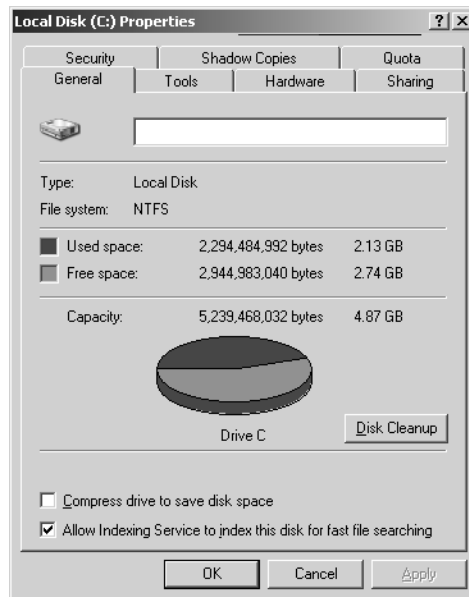 Local Disk (C:) Properties ? X
Security Shadow Copies Quota
General Tools Hardware Sharing
Type: Local Disk
File system: NTFS
Used space: 2,294,484,992 bytes 2.13 GB
Free space: 2,944,983,040 bytes 2.74 GB
Capacity: 5,239,468,032 bytes 4.87 GB
Drive C Disk Cleanup
Compress drive to save disk space
Allow Indexing Service to index this disk for fast file searching
OK Cancel Apply